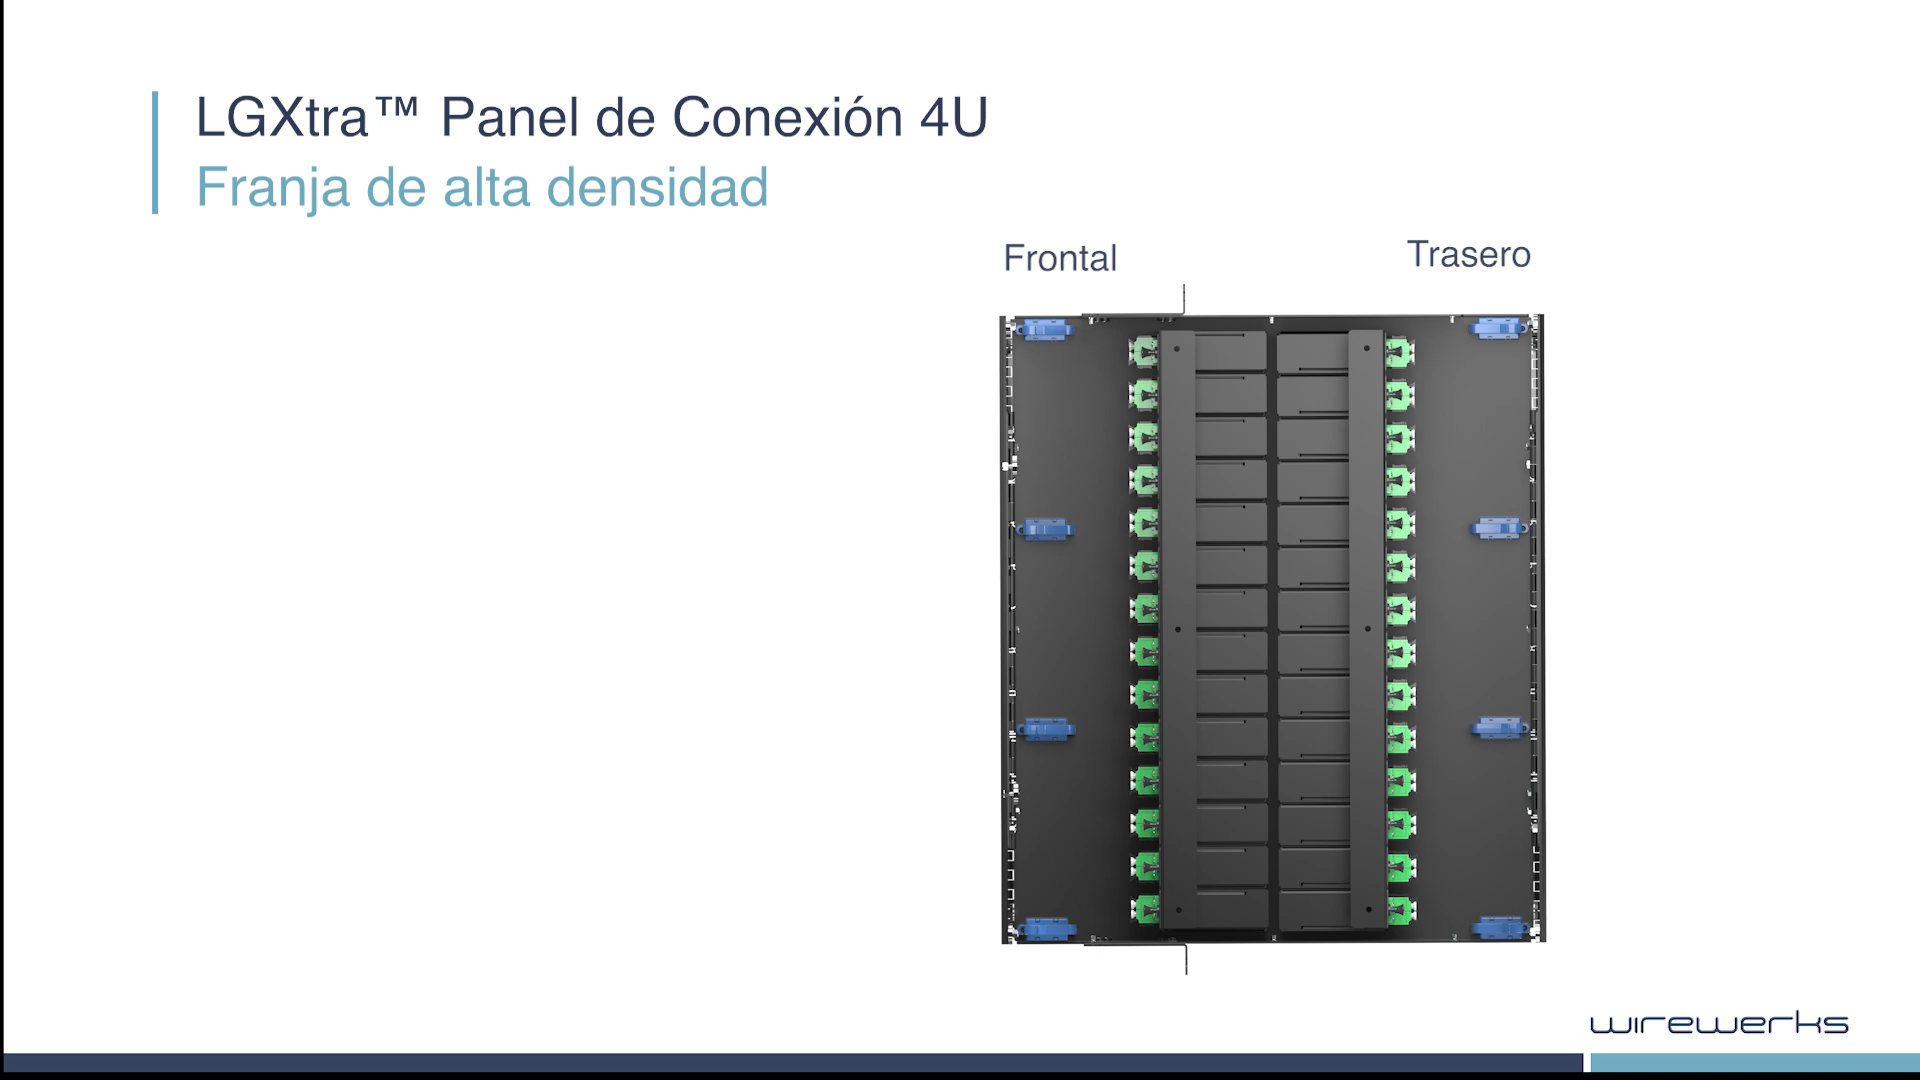 LGXtra™ Panel de Conexión 4U
Franja de alta densidad
Frontal
Trasero
wirewerks